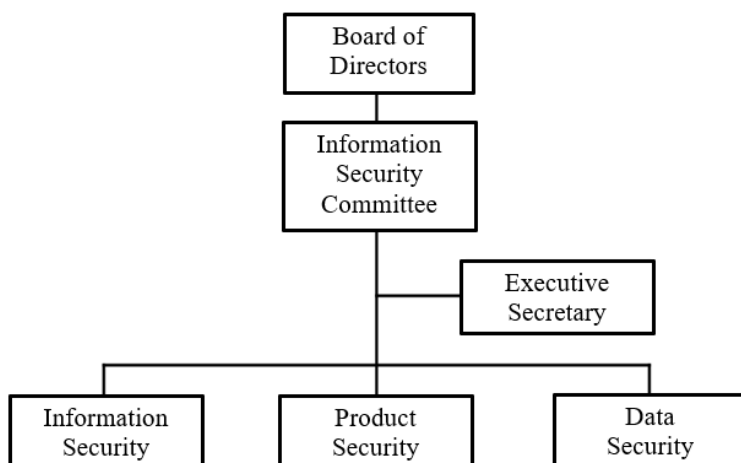 Board of
Directors
Information
Security
Committee
Executive
Secretary
Information
Security
Product
Security
Data
Security